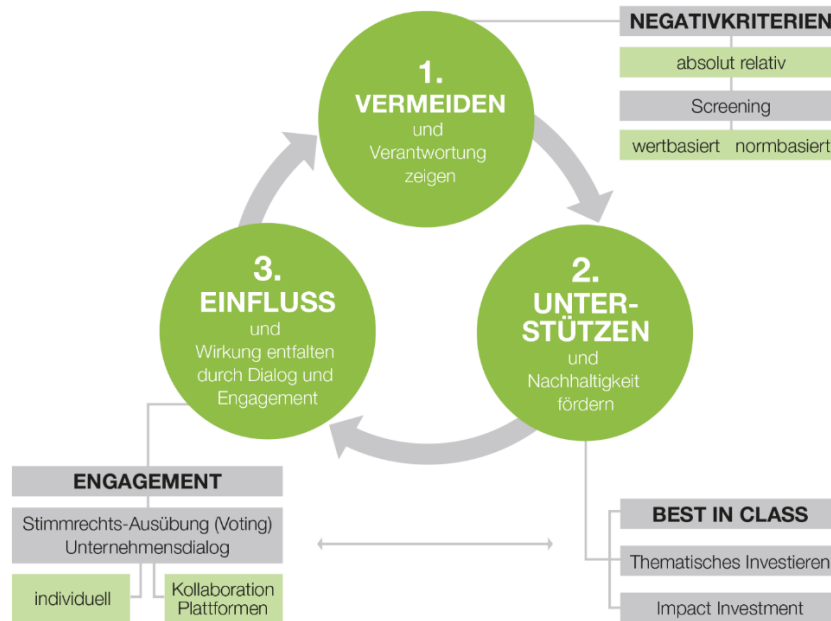 1.
VERMEIDEN
und
Verantwortung
zeigen
NEGATIVKRITERIEN
absolut relativ
Screening
wertbasiert normbasiert
2.
UNTER-
STÜTZEN
und
Nachhaltigkeit
fördern
BEST IN CLASS
Thematisches Investieren
Impact Investment
3.
EINFLUSS
und
Wirkung entfalten
durch Dialog und
Engagement
ENGAGEMENT
Stimmrechts-Ausübung (Voting)
Unternehmensdialog
individuell
Kollaboration
Plattformen